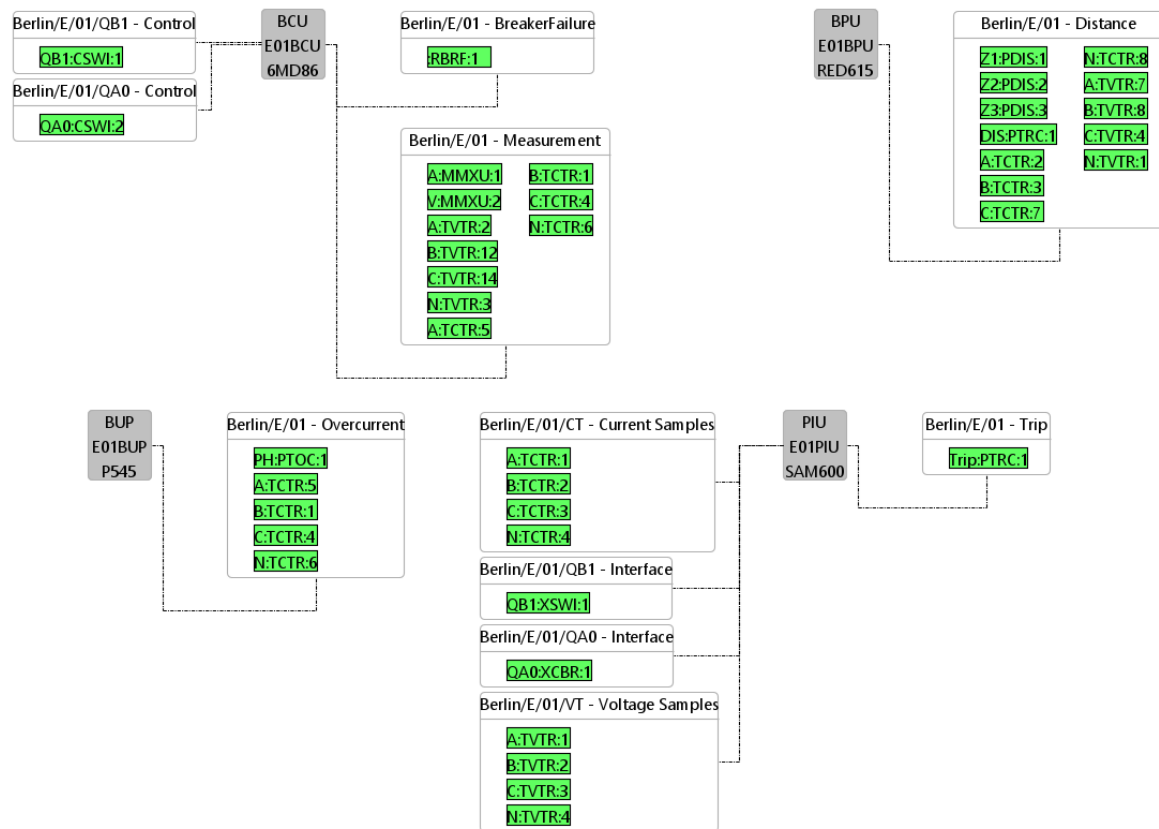 Berlin/E/01/QB1 - Control
QB1:CSWI:1
Berlin/E/01/QA0 - Control
QA0:CSWI:2
BCU
E01BCU
6MD86
Berlin/E/01 - BreakerFailure
:RBRF:1
Berlin/E/01 - Measurement
A:MMXU:1
V:MMXU:2
A:TVTR:2
B:TVTR:12
C:TVTR:14
N:TVTR:3
A:TCTR:5
B:TCTR:1
C:TCTR:4
N:TCTR:6
BPU
E01BPU
RED615
Berlin/E/01 - Distance
Z1:PDIS:1
Z2:PDIS:2
Z3:PDIS:3
DIS:PTRC:1
A:TCTR:2
B:TCTR:3
C:TCTR:7
N:TCTR:8
A:TVTR:7
B:TVTR:8
C:TVTR:4
N:TVTR:1
BUP
E01BUP
P545
Berlin/E/01 - Overcurrent
PH:PTOC:1
A:TCTR:5
B:TCTR:1
C:TCTR:4
N:TCTR:6
Berlin/E/01/CT - Current Samples
A:TCTR:1
B:TCTR:2
C:TCTR:3
N:TCTR:4
Berlin/E/01/QB1 - Interface
QB1:XSWI:1
Berlin/E/01/QA0 - Interface
QA0:XCBR:1
Berlin/E/01/VT - Voltage Samples
A:TVTR:1
B:TVTR:2
C:TVTR:3
N:TVTR:4
PIU
E01PIU
SAM600
Berlin/E/01 - Trip
Trip:PTRC:1